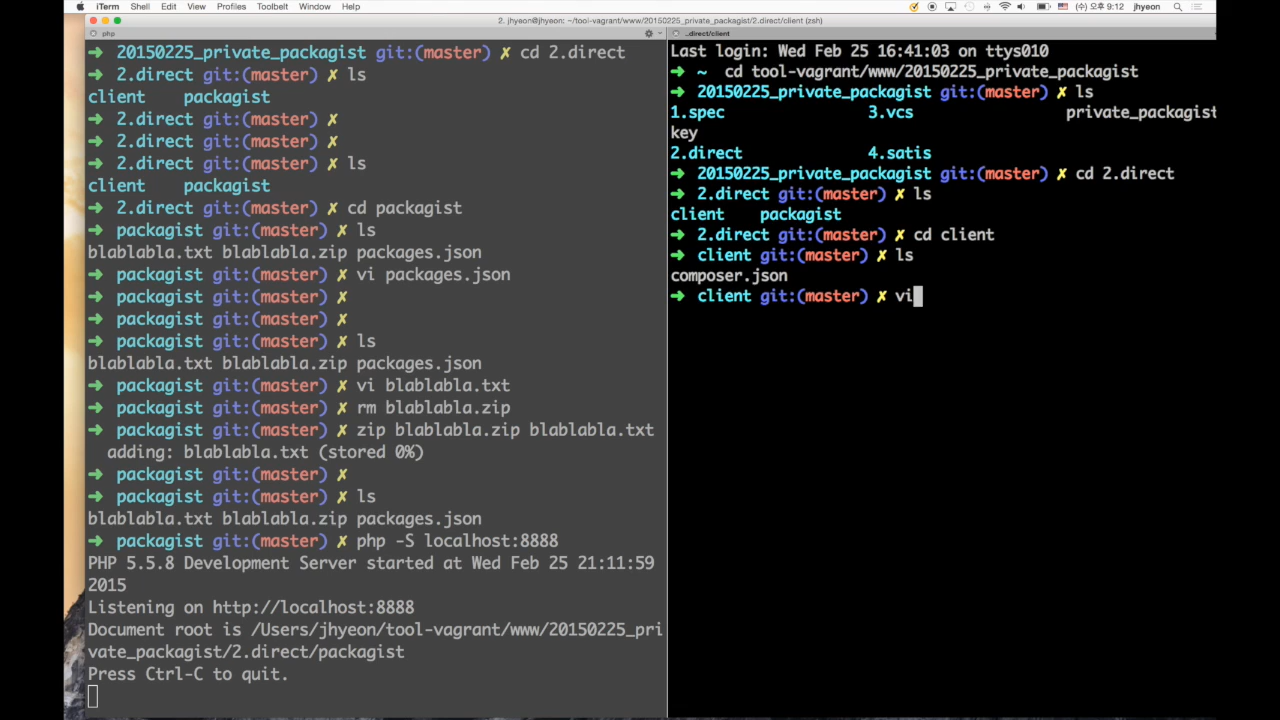 iTerm Shell Edit View Profiles Toolbelt Window Help (수) 오후 9:12 jhyeon
2. jhyeon@jhyeon: ~/tool-vagrant/www/20150225_private_packagist/2.direct/client (zsh)
php
..direct/client
➜ 20150225_private_packagist git:(master) ✗ cd 2.direct
➜ 2.direct git:(master) ✗ ls
client packagist
➜ 2.direct git:(master) ✗
➜ 2.direct git:(master) ✗
➜ 2.direct git:(master) ✗ ls
client packagist
➜ 2.direct git:(master) ✗ cd packagist
➜ packagist git:(master) ✗ ls
blablabla.txt blablabla.zip packages.json
➜ packagist git:(master) ✗ vi packages.json
➜ packagist git:(master) ✗
➜ packagist git:(master) ✗
➜ packagist git:(master) ✗ ls
blablabla.txt blablabla.zip packages.json
➜ packagist git:(master) ✗ vi blablabla.txt
➜ packagist git:(master) ✗ rm blablabla.zip
➜ packagist git:(master) ✗ zip blablabla.zip blablabla.txt
adding: blablabla.txt (stored 0%)
➜ packagist git:(master) ✗
➜ packagist git:(master) ✗ ls
blablabla.txt blablabla.zip packages.json
➜ packagist git:(master) ✗ php -S localhost:8888
PHP 5.5.8 Development Server started at Wed Feb 25 21:11:59
2015
Listening on http://localhost:8888
Document root is /Users/jhyeon/tool-vagrant/www/20150225_pri
vate_packagist/2.direct/packagist
Press Ctrl-C to quit.
Last login: Wed Feb 25 16:41:03 on ttys010
➜ ~ cd tool-vagrant/www/20150225_private_packagist
➜ 20150225_private_packagist git:(master) ✗ ls
1.spec 3.vcs private_packagist
key
2.direct 4.satis
➜ 20150225_private_packagist git:(master) ✗ cd 2.direct
➜ 2.direct git:(master) ✗ ls
client packagist
➜ 2.direct git:(master) ✗ cd client
➜ client git:(master) ✗ ls
composer.json
➜ client git:(master) ✗ vi